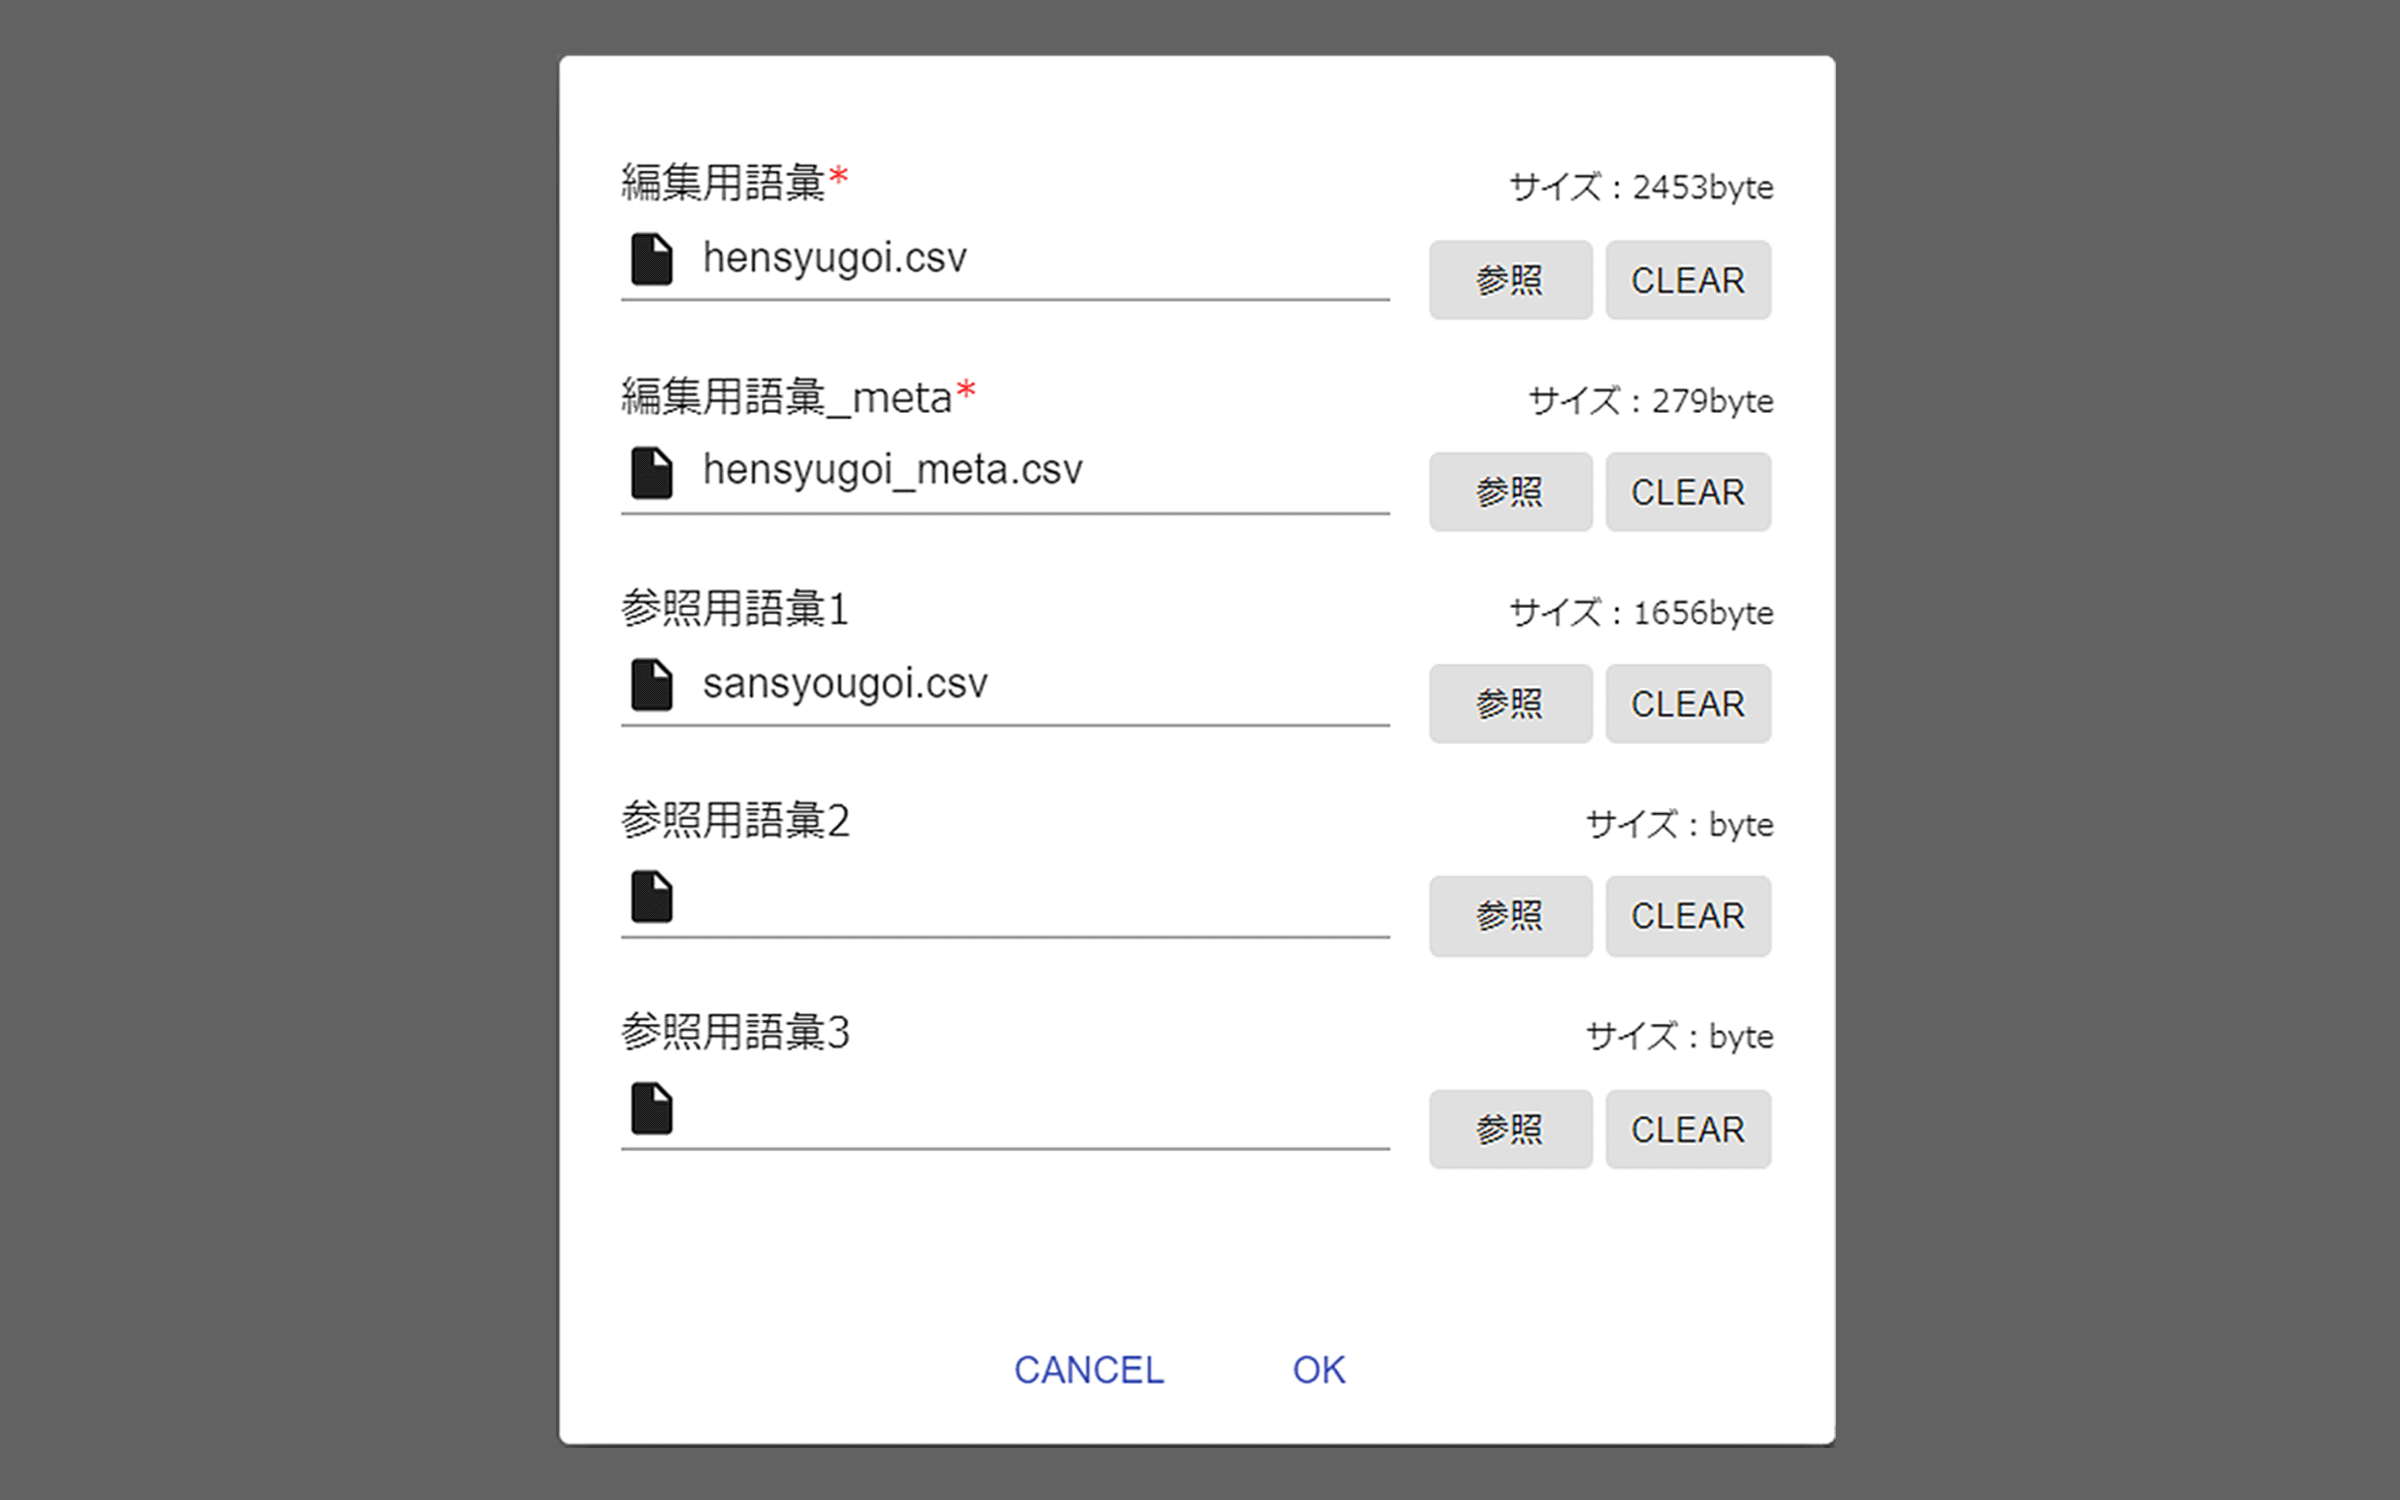 編集用語彙*
サイズ : 2453byte
hensyugoi.csv
参照 CLEAR
編集用語彙_meta*
サイズ : 279byte
hensyugoi_meta.csv
参照 CLEAR
参照用語彙1
サイズ : 1656byte
sansyougoi.csv
参照 CLEAR
参照用語彙2
サイズ : byte
参照 CLEAR
参照用語彙3
サイズ : byte
参照 CLEAR
CANCEL OK